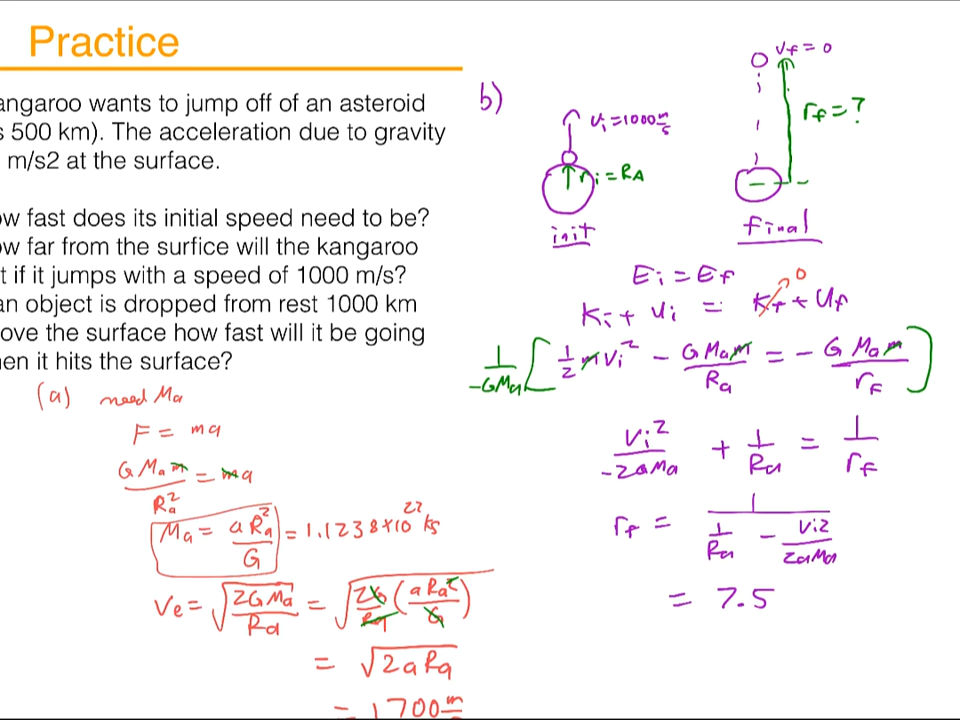 Practice
angaroo wants to jump off of an asteroid
s 500 km). The acceleration due to gravity
m/s2 at the surface.
ow fast does its initial speed need to be?
ow far from the surfice will the kangaroo
t if it jumps with a speed of 1000 m/s?
an object is dropped from rest 1000 km
ove the surface how fast will it be going
en it hits the surface?
(a) need Ma
F = ma
G Ma m / Ra² = ma
Ma = a Ra² / G = 1.1238 × 10²² kg
Ve = √(2GMa / Ra) = √(2G / Ra (a Ra² / G))
= √2aRa
= 1700 m
b)
Vi = 1000 m/s
ri = RA
init
Vf = 0
rf = ?
final
Ei = Ef
Ki + Ui = Kf + Uf
0
1/-GMa [ 1/2 m Vi² - G Ma m / Ra = - G Ma m / rf ]
Vi² / -2GMa + 1/Ra = 1/rf
rf = 1 / (1/Ra - Vi2 / 2GMa)
= 7.5